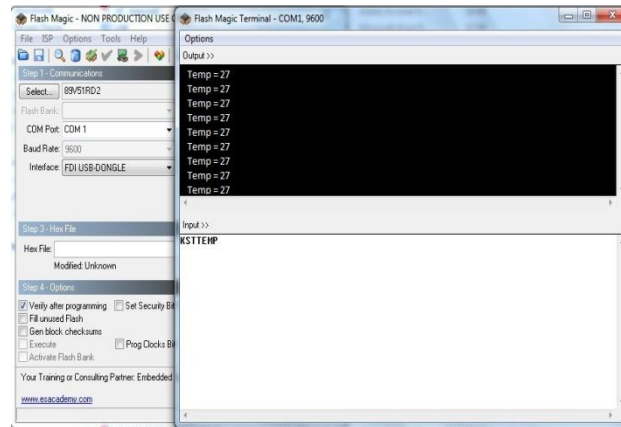 Flash Magic - NON PRODUCTION USE
File ISP Options Tools Help
Step 1 - Communications
Select... 89V51RD2
Flash Bank:
COM Port: COM 1
Baud Rate: 9600
Interface: FDI USB-DONGLE
Step 3 - Hex File
Hex File:
Modified: Unknown
Step 4 - Options
Verify after programming Set Security Bi
Fill unused Flash
Gen block checksums
Execute Prog Clocks Bi
Activate Flash Bank
Your Training or Consulting Partner: Embedded
www.esacademy.com
Flash Magic Terminal - COM1, 9600
Options
Output >>
Temp = 27
Temp = 27
Temp = 27
Temp = 27
Temp = 27
Temp = 27
Temp = 27
Temp = 27
Temp = 27
Input >>
KSTTEMP